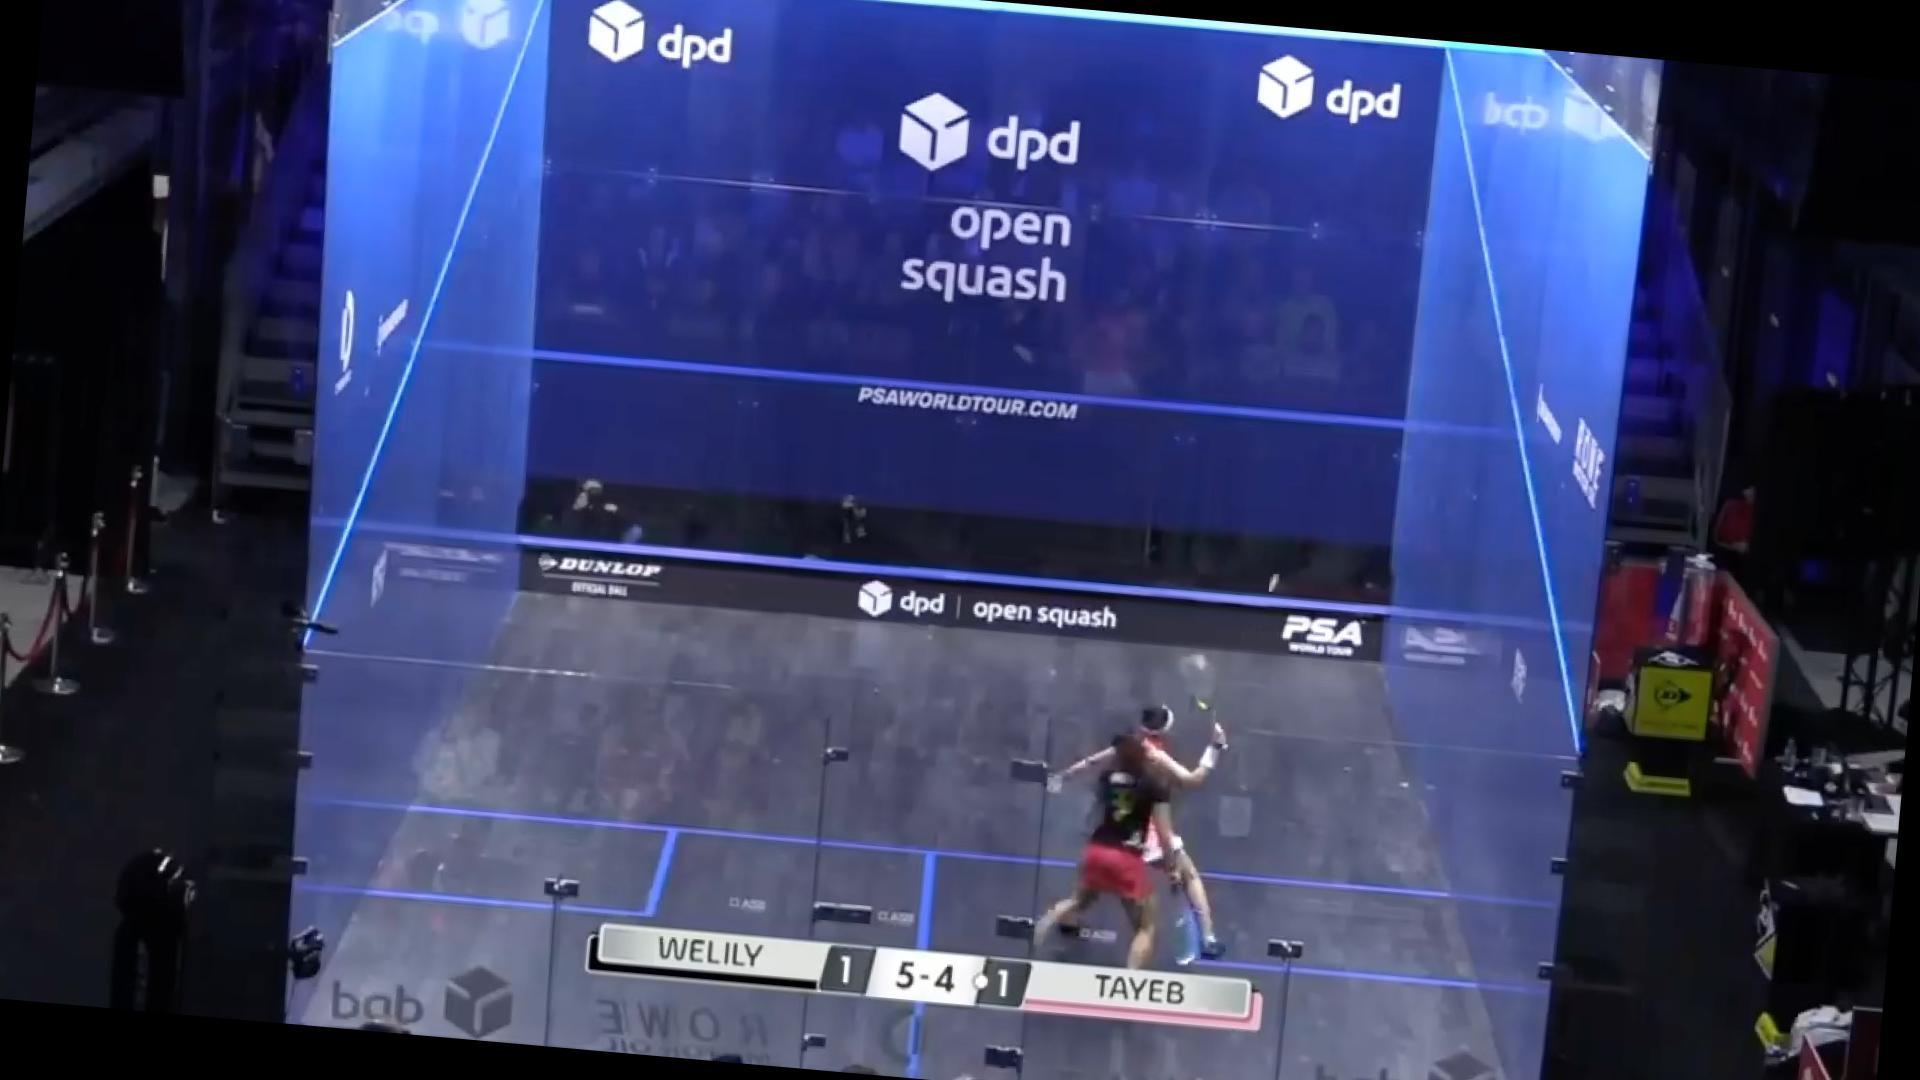 dpd
dpd
dpd
open
squash
PSAWORLDTOUR.COM
DUNLOP
OFFICIAL BALL
dpd | open squash
PSA
WORLD TOUR
WELILY 1 5-4 1 TAYEB
dpd
ROWE